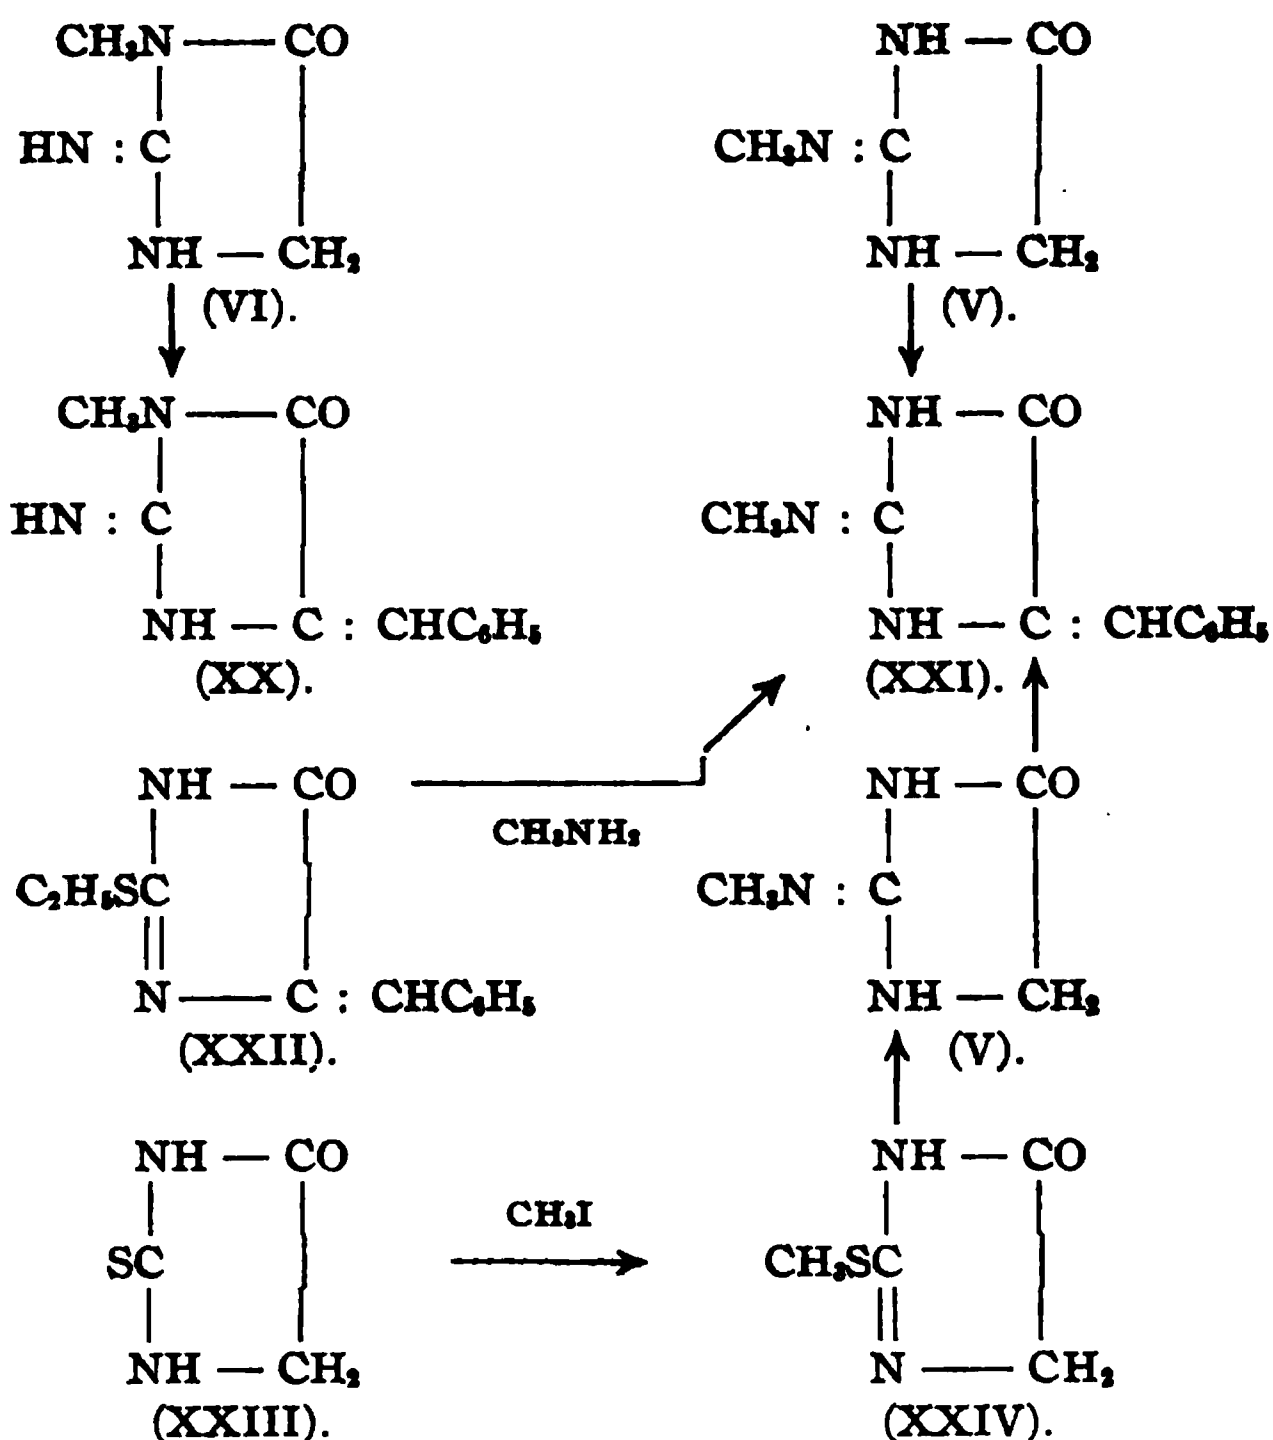 CH₃N — CO NH — CO
HN : C CH₃N : C
NH — CH₂ NH — CH₂
(VI). (V).
CH₃N — CO NH — CO
HN : C CH₃N : C
NH — C : CHC₆H₅ NH — C : CHC₆H₅
(XX). (XXI).
NH — CO NH — CO
CH₃NH₂
C₂H₅SC CH₃N : C
N — C : CHC₆H₅ NH — CH₂
(XXII). (V).
NH — CO NH — CO
CH₃I
SC CH₃SC
NH — CH₂ N — CH₂
(XXIII). (XXIV).